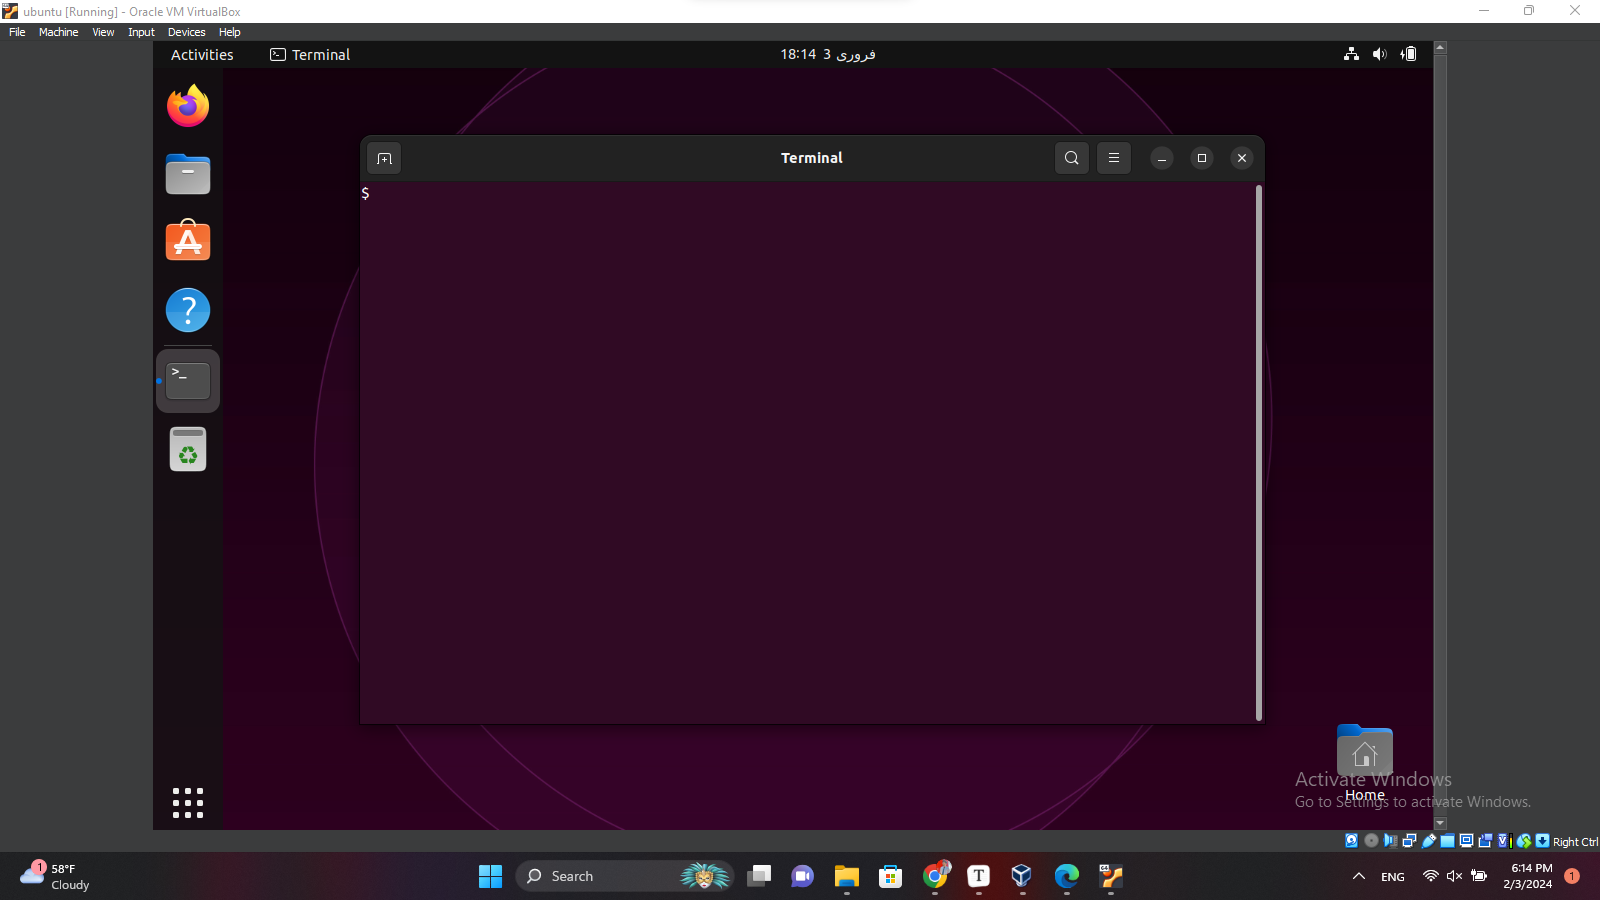 ubuntu [Running] - Oracle VM VirtualBox
File Machine View Input Devices Help
Activities Terminal 18:14 3 فروری
Terminal
$
>_
Home
Activate Windows
Go to Settings to activate Windows.
Right Ctrl
1 58°F
Cloudy
Search
T
ENG
6:14 PM
2/3/2024
1